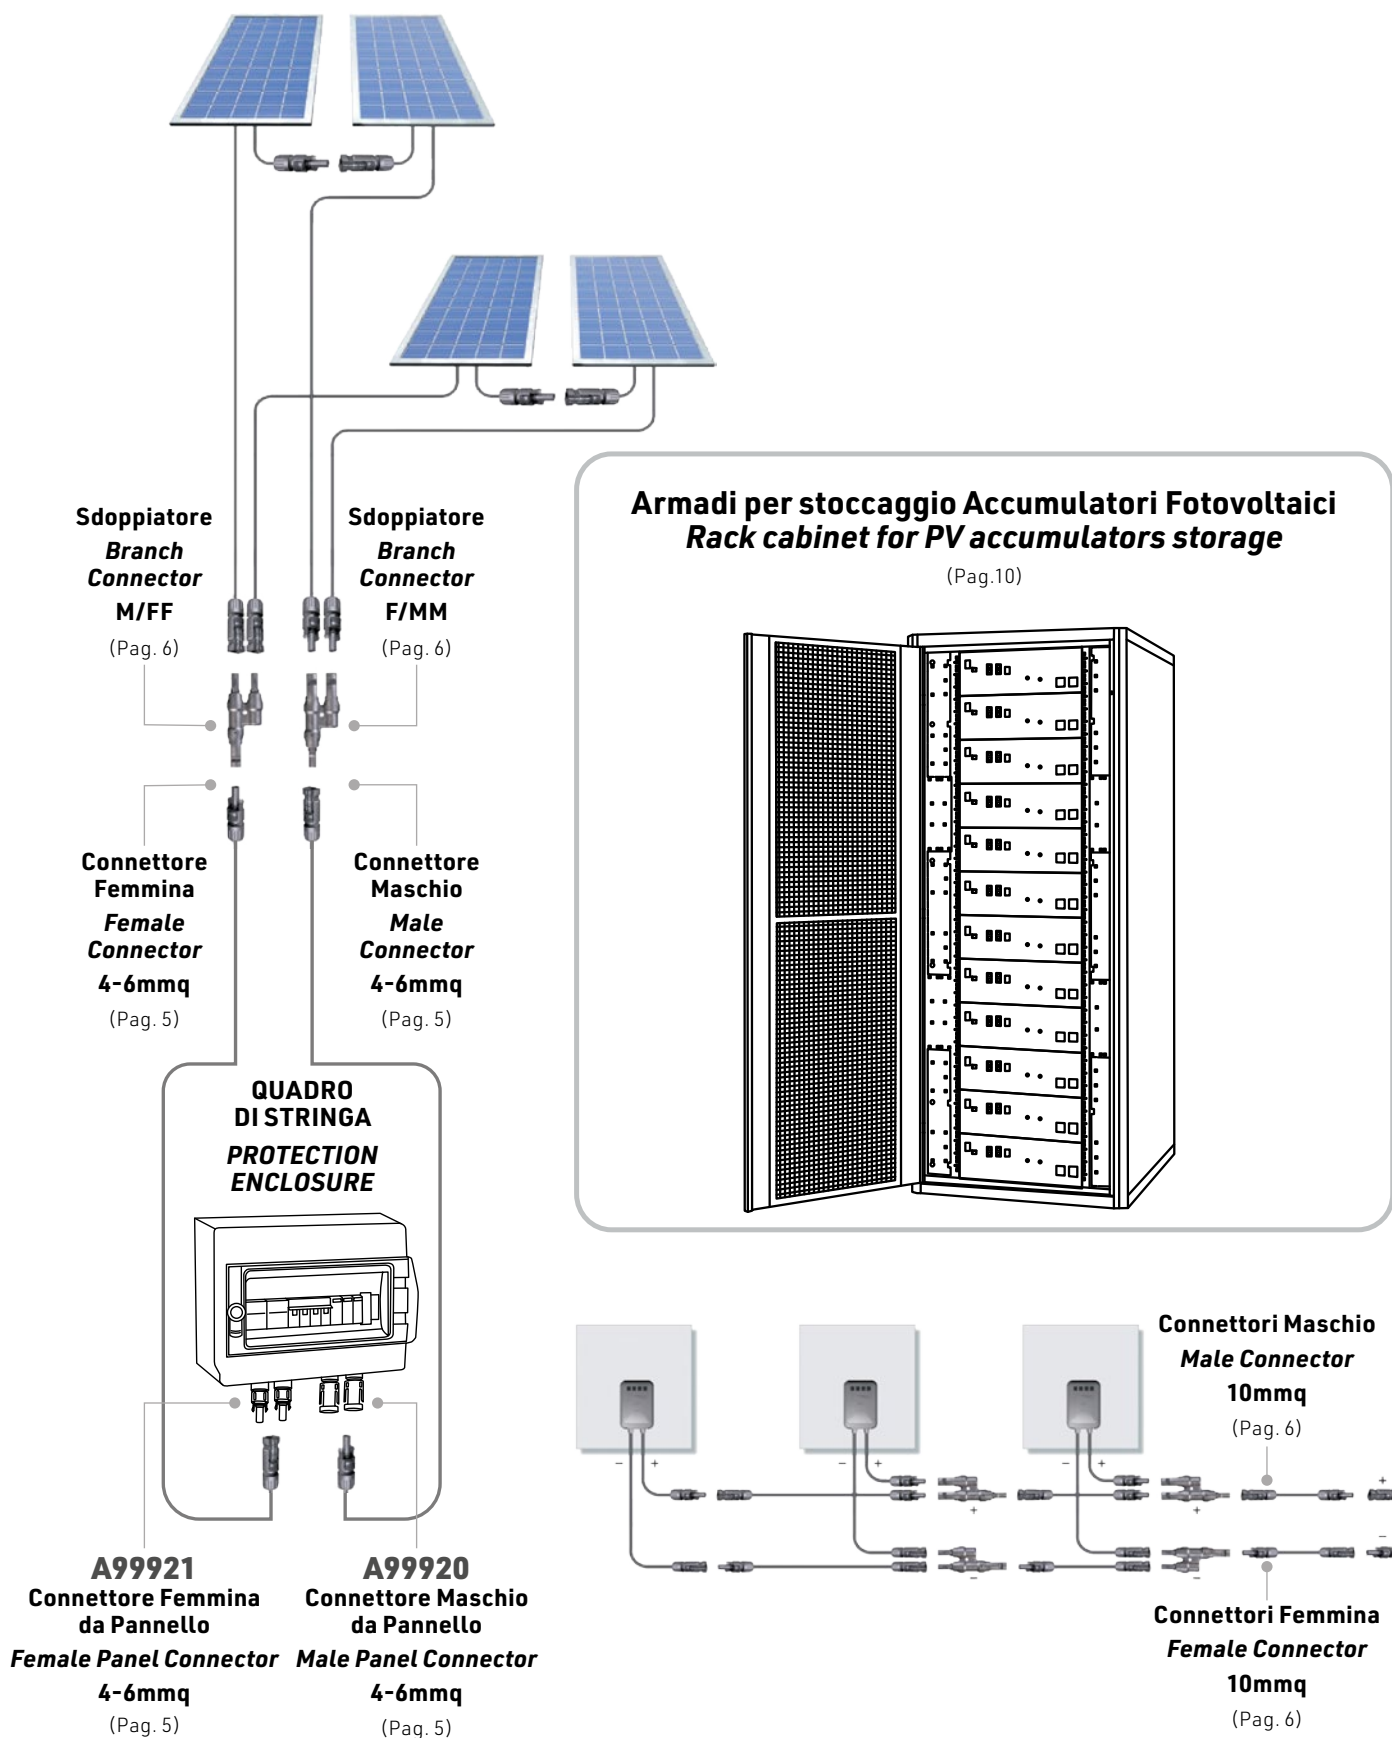 Sdoppiatore
Branch
Connector
M/FF
(Pag. 6)
Sdoppiatore
Branch
Connector
F/MM
(Pag. 6)
Armadi per stoccaggio Accumulatori Fotovoltaici
Rack cabinet for PV accumulators storage
(Pag.10)
Connettore
Femmina
Female
Connector
4-6mmq
(Pag. 5)
Connettore
Maschio
Male
Connector
4-6mmq
(Pag. 5)
QUADRO
DI STRINGA
PROTECTION
ENCLOSURE
A99921
Connettore Femmina
da Pannello
Female Panel Connector
4-6mmq
(Pag. 5)
A99920
Connettore Maschio
da Pannello
Male Panel Connector
4-6mmq
(Pag. 5)
Connettori Maschio
Male Connector
10mmq
(Pag. 6)
- +
- +
- +
+ + +
- - -
Connettori Femmina
Female Connector
10mmq
(Pag. 6)